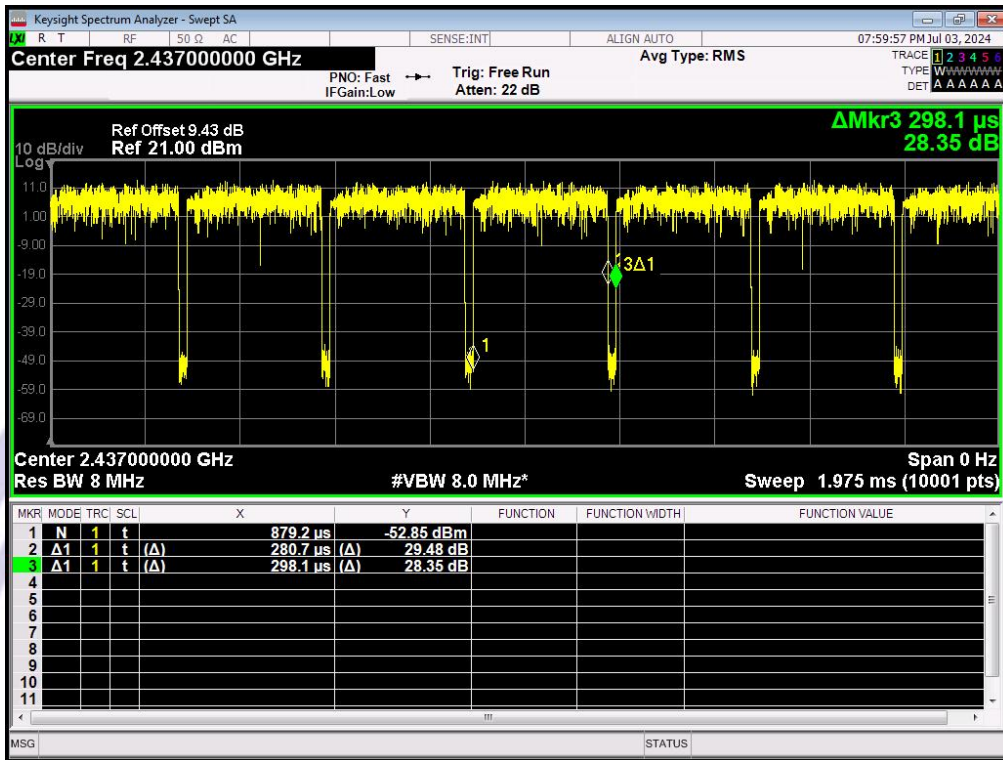 Keysight Spectrum Analyzer - Swept SA
LXI R T RF 50 Ω AC SENSE:INT ALIGN AUTO 07:59:57 PM Jul 03, 2024
Center Freq 2.437000000 GHz Avg Type: RMS TRACE 1 2 3 4 5 6
PNO: Fast Trig: Free Run TYPE WWWWWW
IFGain:Low Atten: 22 dB DET A A A A A A
ΔMkr3 298.1 µs
28.35 dB
Ref Offset 9.43 dB
10 dB/div Ref 21.00 dBm
Log
11.0
1.00
-9.00
3Δ1
-19.0
-29.0
-39.0
1
-49.0
-59.0
-69.0
Center 2.437000000 GHz Span 0 Hz
Res BW 8 MHz #VBW 8.0 MHz* Sweep 1.975 ms (10001 pts)
MKR MODE TRC SCL X Y FUNCTION FUNCTION WIDTH FUNCTION VALUE
1 N 1 t 879.2 µs -52.85 dBm
2 Δ1 1 t (Δ) 280.7 µs (Δ) 29.48 dB
3 Δ1 1 t (Δ) 298.1 µs (Δ) 28.35 dB
4
5
6
7
8
9
10
11
MSG STATUS